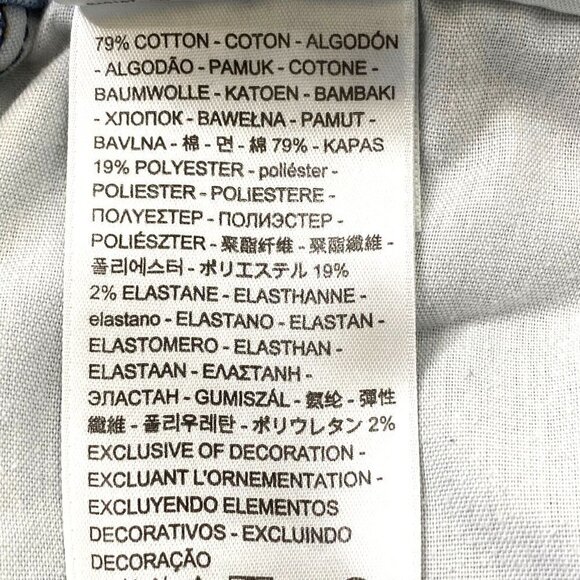 79% COTTON - COTON - ALGODÓN
- ALGODÃO - PAMUK - COTONE -
BAUMWOLLE - KATOEN - BAMBAKI
- ХЛОПОК - BAWEŁNA - PAMUT -
BAVLNA - 棉 - 면 - 綿 79% - KAPAS
19% POLYESTER - poliéster -
POLIESTER - POLIESTERE -
ΠΟΛΥΕΣΤΕΡ - ПОЛИЭСТЕР -
POLIÉSZTER - 聚酯纤维 - 聚酯纖維 -
폴리에스터 - ポリエステル 19%
2% ELASTANE - ELASTHANNE -
elastano - ELASTANO - ELASTAN -
ELASTOMERO - ELASTHAN -
ELASTAAN - ΕΛΑΣΤΑΝΗ -
ЭЛАСТАН - GUMISZÁL - 氨纶 - 彈性
纖維 - 폴리우레탄 - ポリウレタン 2%
EXCLUSIVE OF DECORATION -
EXCLUANT L'ORNEMENTATION -
EXCLUYENDO ELEMENTOS
DECORATIVOS - EXCLUINDO
DECORAÇÃO